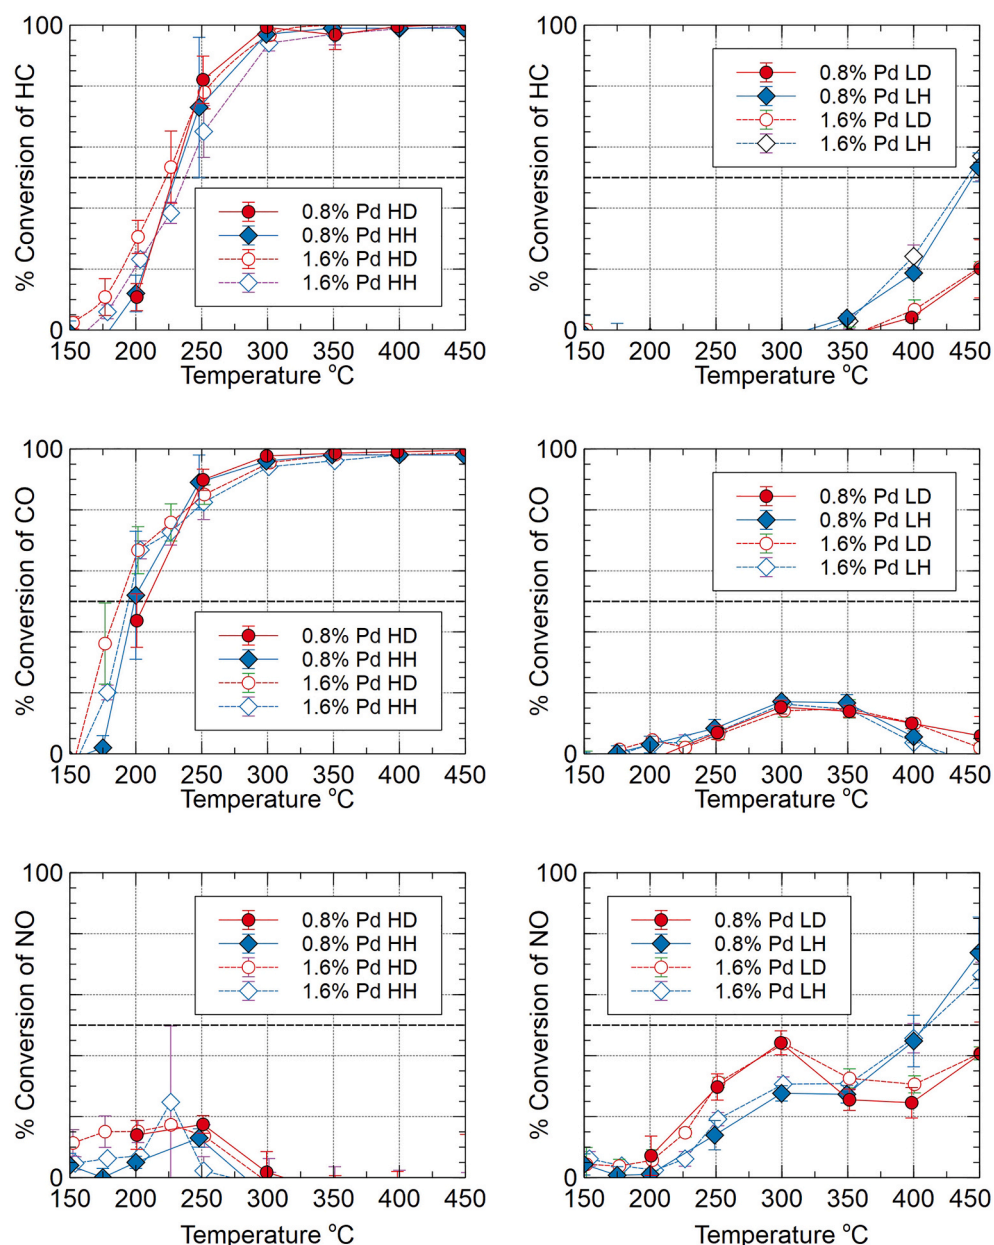 % Conversion of HC
100
0
0.8% Pd HD
0.8% Pd HH
1.6% Pd HD
1.6% Pd HH
150 200 250 300 350 400 450
Temperature °C
% Conversion of HC
100
0
0.8% Pd LD
0.8% Pd LH
1.6% Pd LD
1.6% Pd LH
150 200 250 300 350 400 450
Temperature °C
% Conversion of CO
100
0
0.8% Pd HD
0.8% Pd HH
1.6% Pd HD
1.6% Pd HH
150 200 250 300 350 400 450
Temperature °C
% Conversion of CO
100
0
0.8% Pd LD
0.8% Pd LH
1.6% Pd LD
1.6% Pd LH
150 200 250 300 350 400 450
Temperature °C
% Conversion of NO
100
0
0.8% Pd HD
0.8% Pd HH
1.6% Pd HD
1.6% Pd HH
150 200 250 300 350 400 450
Temperature °C
% Conversion of NO
100
0
0.8% Pd LD
0.8% Pd LH
1.6% Pd LD
1.6% Pd LH
150 200 250 300 350 400 450
Temperature °C